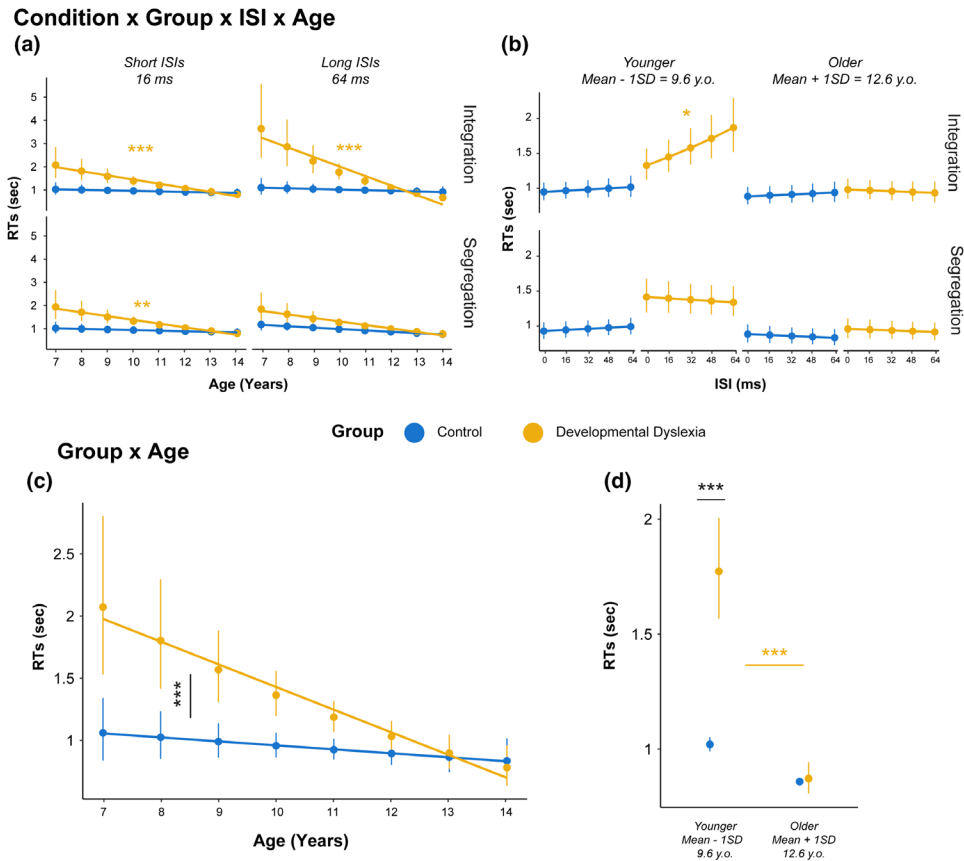 Condition x Group x ISI x Age
(a)
Short ISIs
16 ms
Long ISIs
64 ms
5
4
3
2
1
***
***
Integration
5
4
3
2
1
**
Segregation
RTs (sec)
7 8 9 10 11 12 13 14
7 8 9 10 11 12 13 14
Age (Years)
(b)
Younger
Mean - 1SD = 9.6 y.o.
Older
Mean + 1SD = 12.6 y.o.
2
1.5
1
*
Integration
2
1.5
1
Segregation
RTs (sec)
0 16 32 48 64
0 16 32 48 64
0 16 32 48 64
0 16 32 48 64
ISI (ms)
Group
Control
Developmental Dyslexia
Group x Age
(c)
2.5
2
1.5
1
RTs (sec)
***
7 8 9 10 11 12 13 14
Age (Years)
(d)
***
2
1.5
1
RTs (sec)
***
Younger
Mean - 1SD
9.6 y.o.
Older
Mean + 1SD
12.6 y.o.